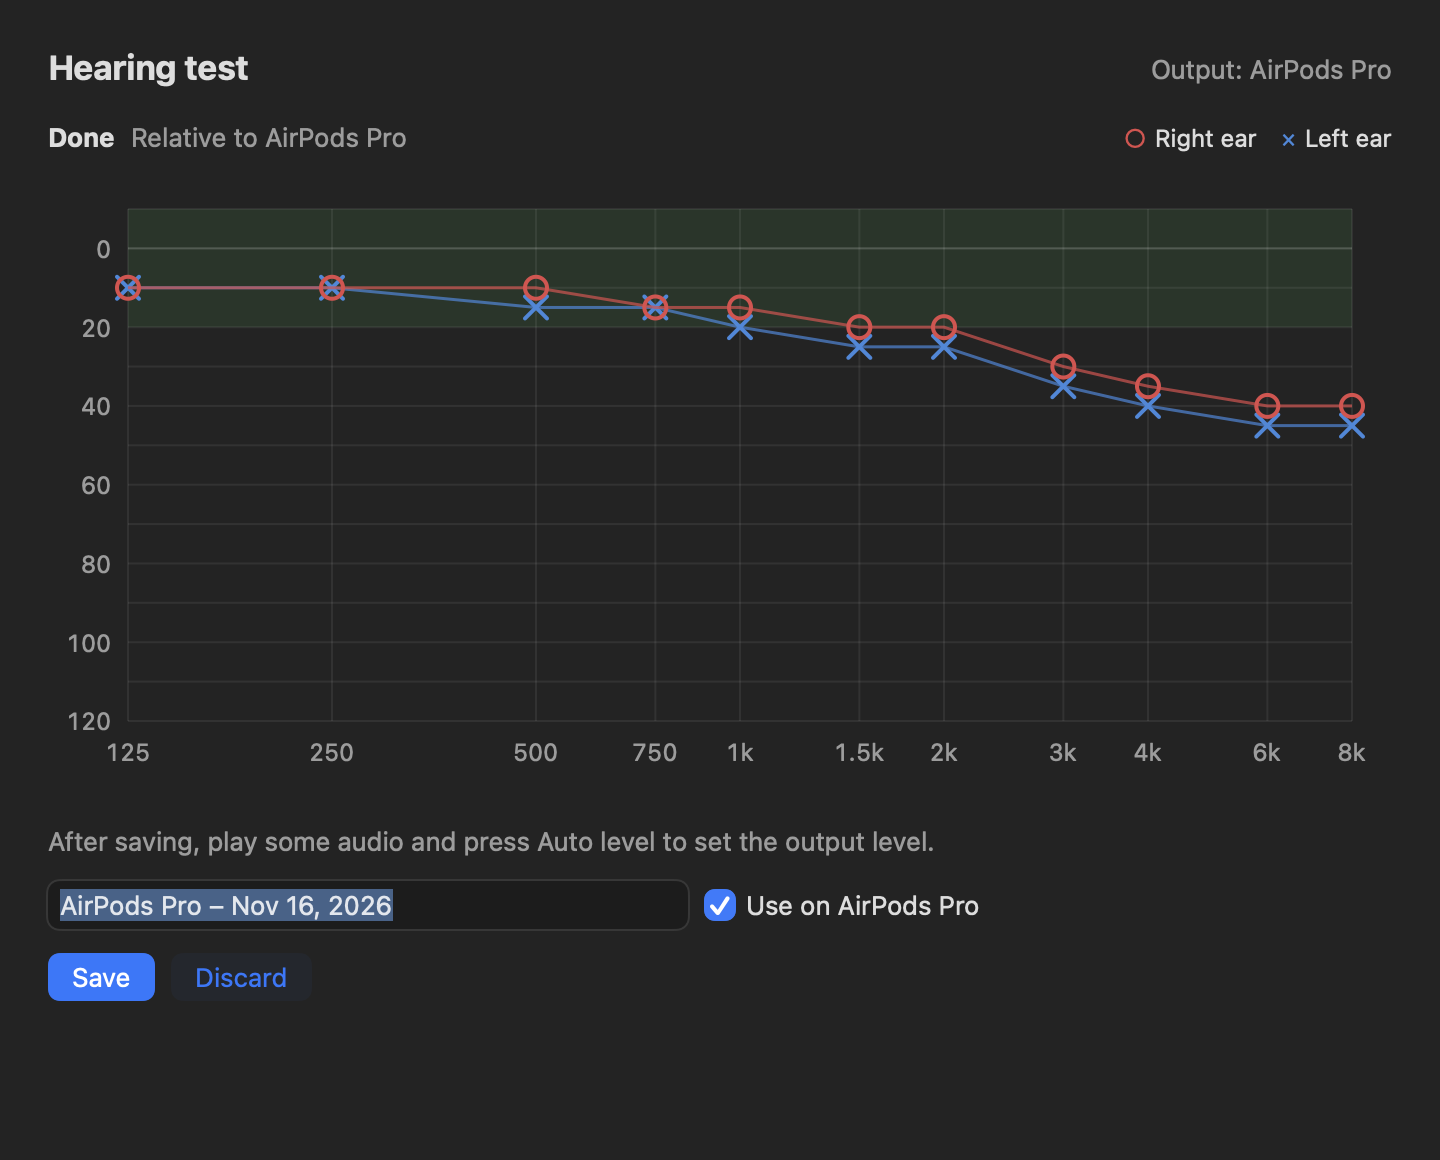 Hearing test
Output: AirPods Pro
Done Relative to AirPods Pro
Right ear
Left ear
0
20
40
60
80
100
120
125 250 500 750 1k 1.5k 2k 3k 4k 6k 8k
After saving, play some audio and press Auto level to set the output level.
AirPods Pro – Nov 16, 2026
Use on AirPods Pro
Save
Discard